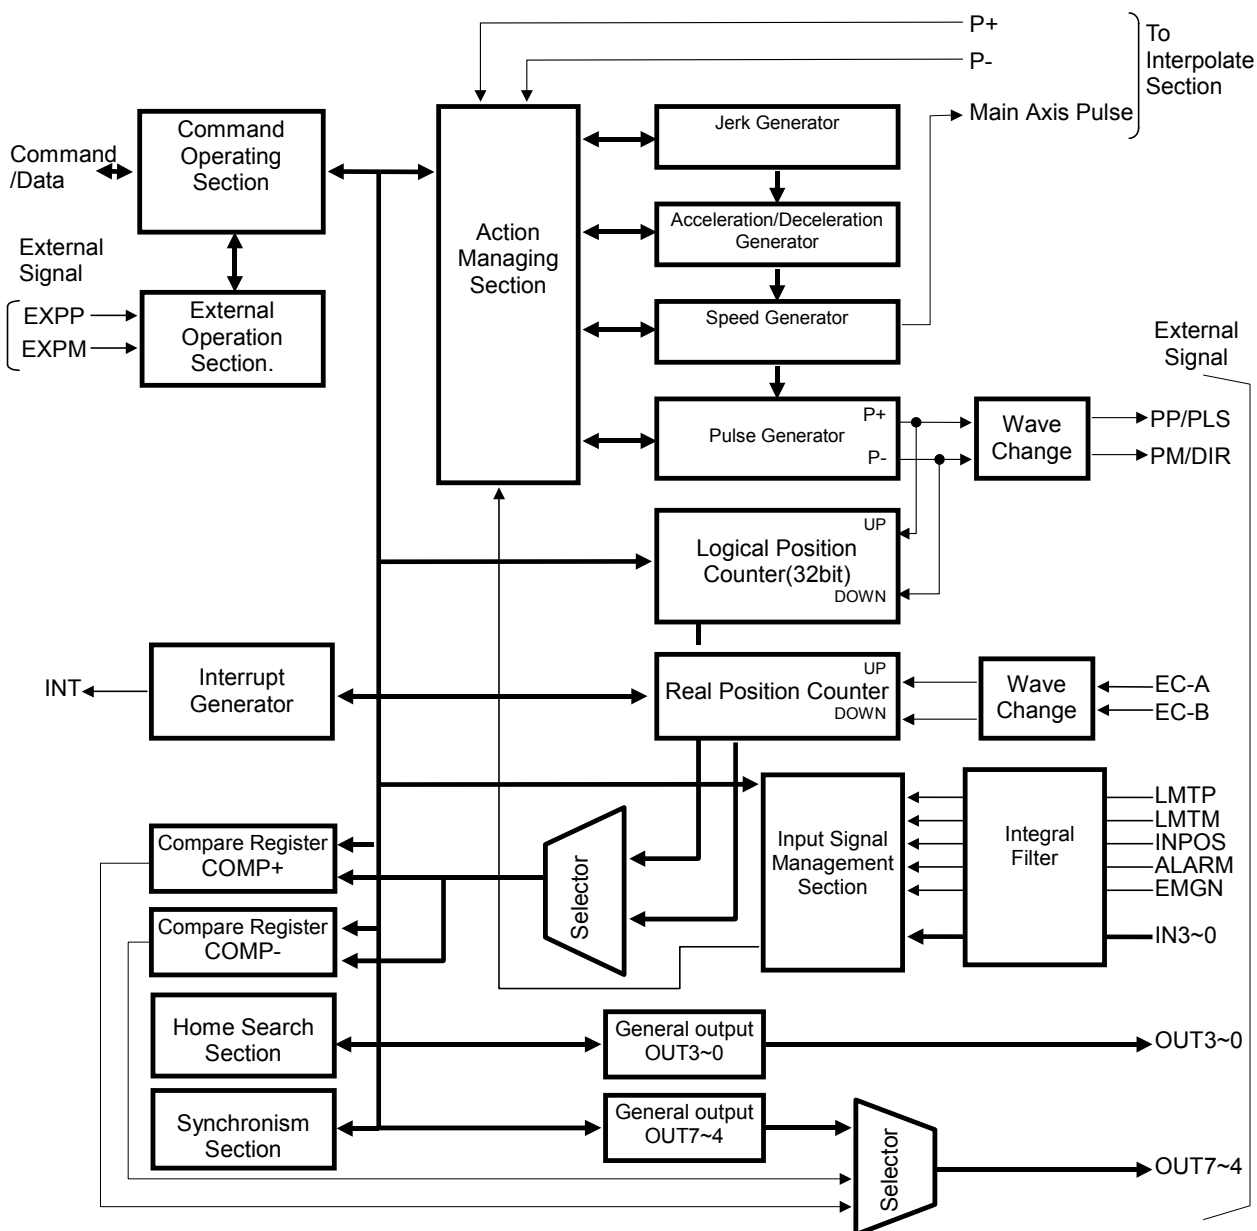 P+
To
Interpolate
Section
P-
Main Axis Pulse
Command
/Data
Command
Operating
Section
Jerk Generator
Action
Managing
Section
Acceleration/Deceleration
Generator
External
Signal
EXPP
EXPM
External
Operation
Section.
Speed Generator
External
Signal
Pulse Generator
P+
P-
Wave
Change
PP/PLS
PM/DIR
UP
Logical Position
Counter(32bit)
DOWN
INT
Interrupt
Generator
UP
Real Position Counter
DOWN
Wave
Change
EC-A
EC-B
Compare Register
COMP+
Selector
Input Signal
Management
Section
Integral
Filter
LMTP
LMTM
INPOS
ALARM
EMGN
IN3~0
Compare Register
COMP-
Home Search
Section
General output
OUT3~0
OUT3~0
Synchronism
Section
General output
OUT7~4
Selector
OUT7~4